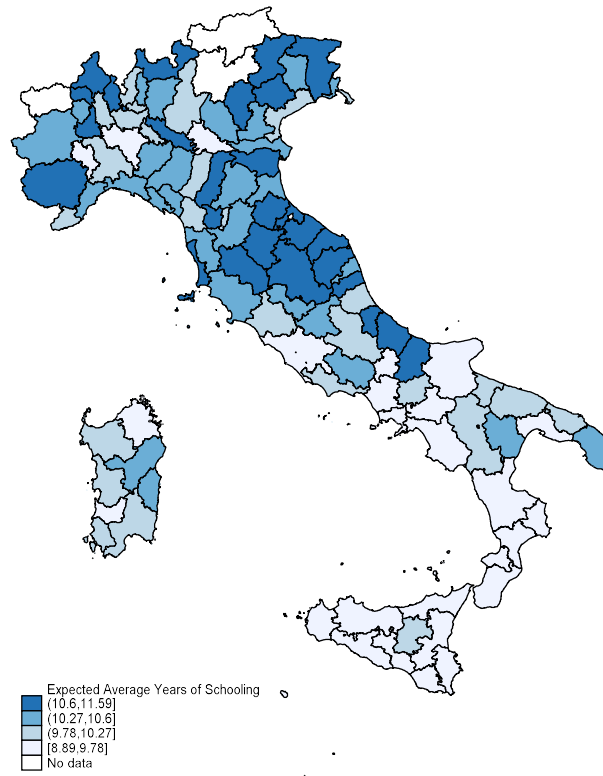 Expected Average Years of Schooling
(10.6,11.59]
(10.27,10.6]
(9.78,10.27]
[8.89,9.78]
No data